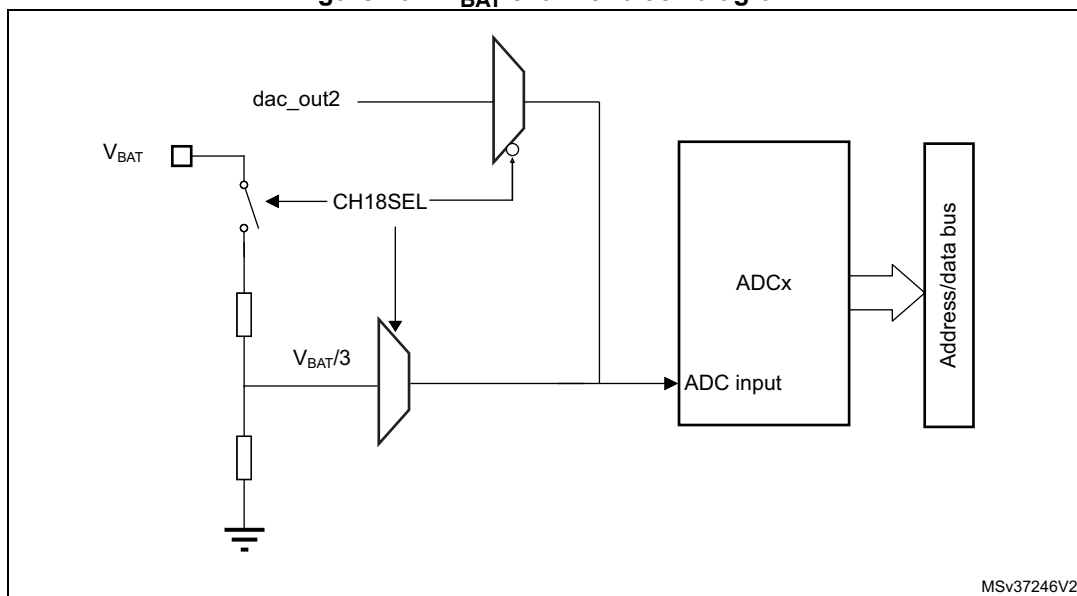 dac_out2
VBAT
CH18SEL
ADCx
Address/data bus
VBAT/3
ADC input
MSv37246V2